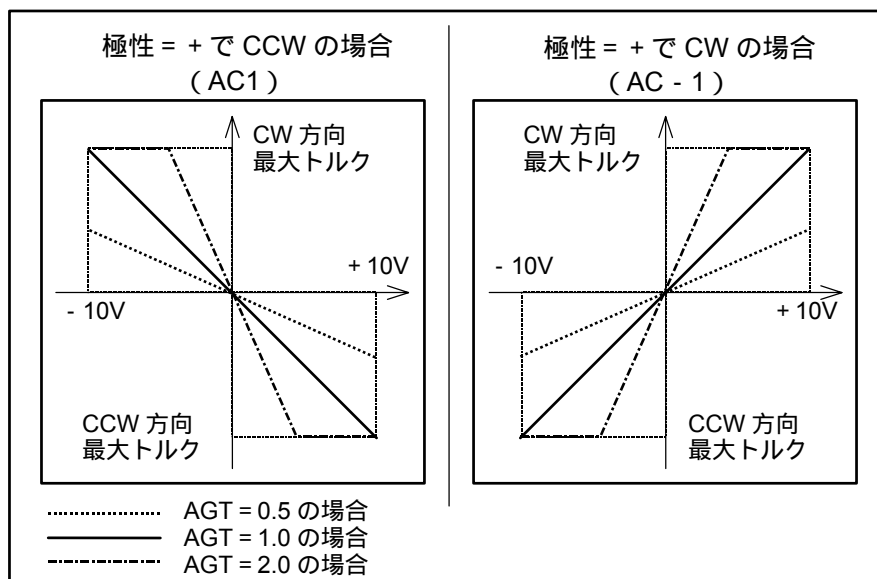 極性 = + で CCW の場合
( AC1 )
CW 方向
最大トルク
+ 10V
- 10V
CCW 方向
最大トルク
極性 = + で CW の場合
( AC - 1 )
CW 方向
最大トルク
- 10V
+ 10V
CCW 方向
最大トルク
AGT = 0.5 の場合
AGT = 1.0 の場合
AGT = 2.0 の場合